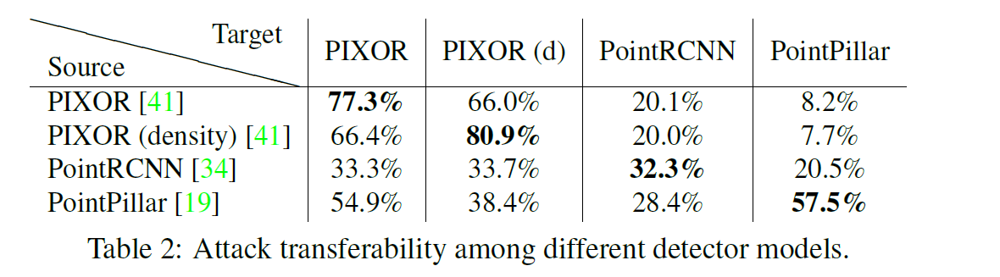 Target
Source
PIXOR PIXOR (d) PointRCNN PointPillar
PIXOR [41] 77.3% 66.0% 20.1% 8.2%
PIXOR (density) [41] 66.4% 80.9% 20.0% 7.7%
PointRCNN [34] 33.3% 33.7% 32.3% 20.5%
PointPillar [19] 54.9% 38.4% 28.4% 57.5%
Table 2: Attack transferability among different detector models.